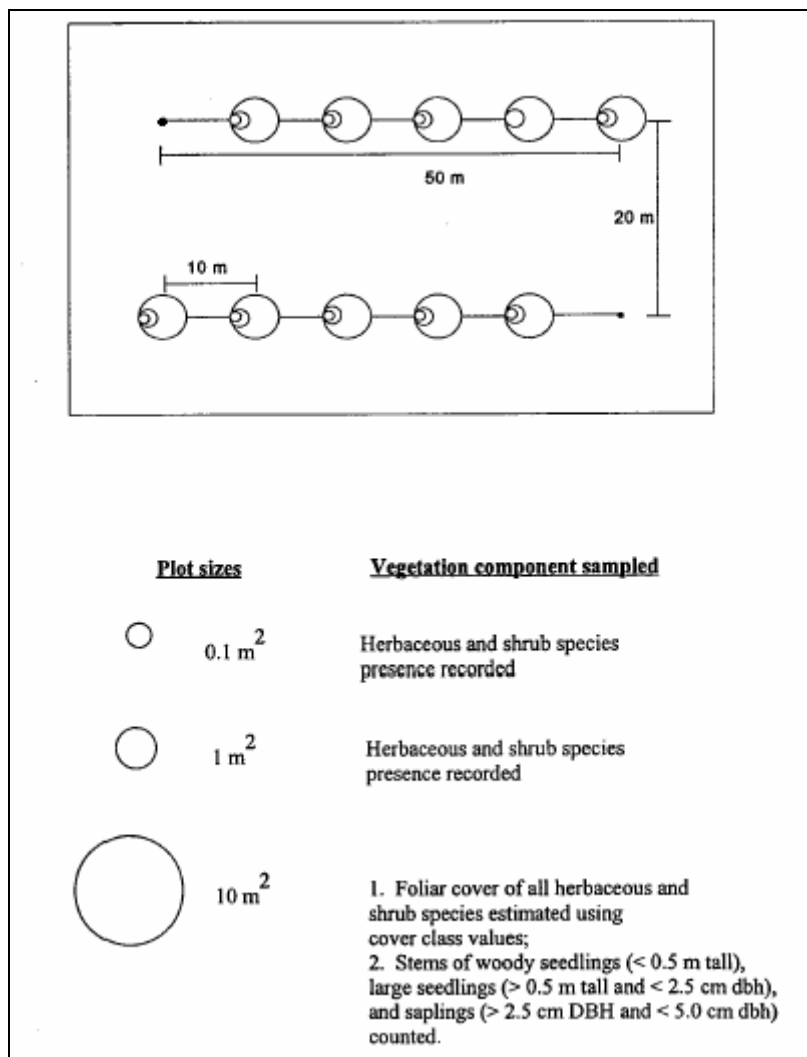 50 m
20 m
10 m
Plot sizes
Vegetation component sampled
0.1 m2
Herbaceous and shrub species
presence recorded
1 m2
Herbaceous and shrub species
presence recorded
10 m2
1. Foliar cover of all herbaceous and
shrub species estimated using
cover class values;
2. Stems of woody seedlings (< 0.5 m tall),
large seedlings (> 0.5 m tall and < 2.5 cm dbh),
and saplings (> 2.5 cm DBH and < 5.0 cm dbh)
counted.